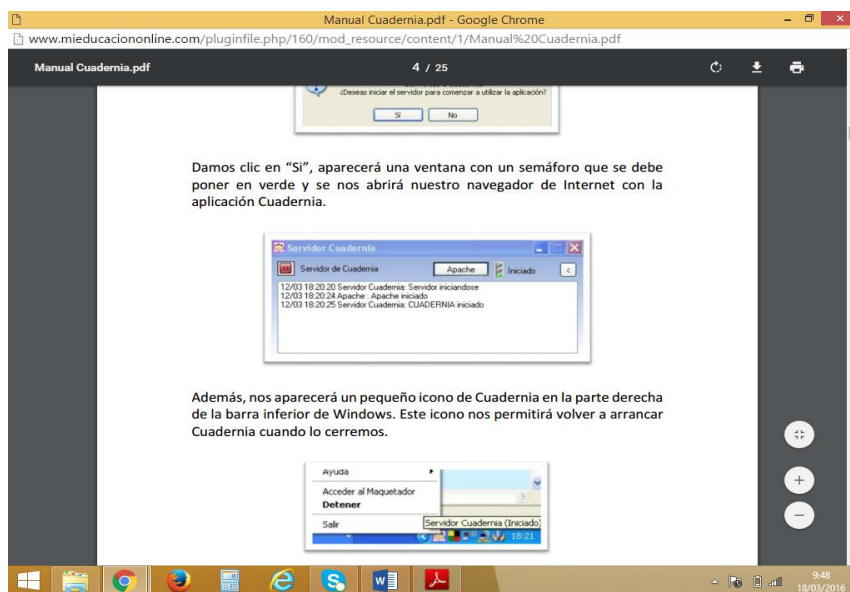 Manual Cuadernia.pdf - Google Chrome
www.mieducaciononline.com/pluginfile.php/160/mod_resource/content/1/Manual%20Cuadernia.pdf
Manual Cuadernia.pdf
4 / 25
¿Deseas iniciar el servidor para comenzar a utilizar la aplicación?
Sí No
Damos clic en “Si”, aparecerá una ventana con un semáforo que se debe
poner en verde y se nos abrirá nuestro navegador de Internet con la
aplicación Cuadernia.
Servidor Cuadernia
Servidor de Cuadernia Apache Iniciado <
12/03 18:20:20 Servidor Cuadernia: Servidor iniciandose
12/03 18:20:24 Apache : Apache iniciado
12/03 18:20:25 Servidor Cuadernia: CUADERNIA iniciado
Además, nos aparecerá un pequeño icono de Cuadernia en la parte derecha
de la barra inferior de Windows. Este icono nos permitirá volver a arrancar
Cuadernia cuando lo cerremos.
Ayuda
Acceder al Maquetador
Detener
Salir
Servidor Cuadernia (Iniciado)
18:21
9:48
18/03/2016